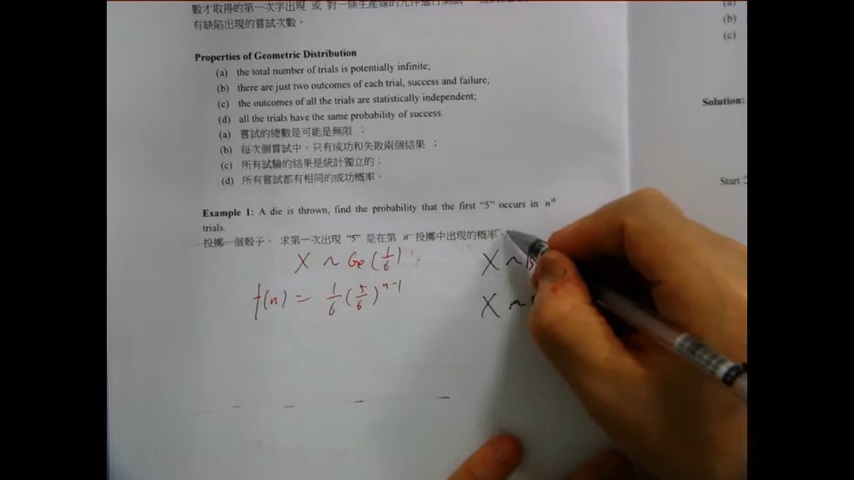 有缺陷出現的嘗試次數。
Properties of Geometric Distribution
(a) the total number of trials is potentially infinite;
(b) there are just two outcomes of each trial, success and failure;
(c) the outcomes of all the trials are statistically independent;
(d) all the trials have the same probability of success.
(a) 嘗試的總數是可能是無限 ；
(b) 每次個嘗試中，只有成功和失敗兩個結果 ；
(c) 所有試驗的結果是統計獨立的；
(d) 所有嘗試都有相同的成功概率。
Example 1: A die is thrown, find the probability that the first “5” occurs in nth
trials.
投擲一個骰子，求第一次出現 “5” 是在第 n 投擲中出現的概率
X ~ Ge(1/6)
f(n) = 1/6 (5/6)^(n-1)
X ~
X ~
(a)
(b)
(c)
Solution:
Start